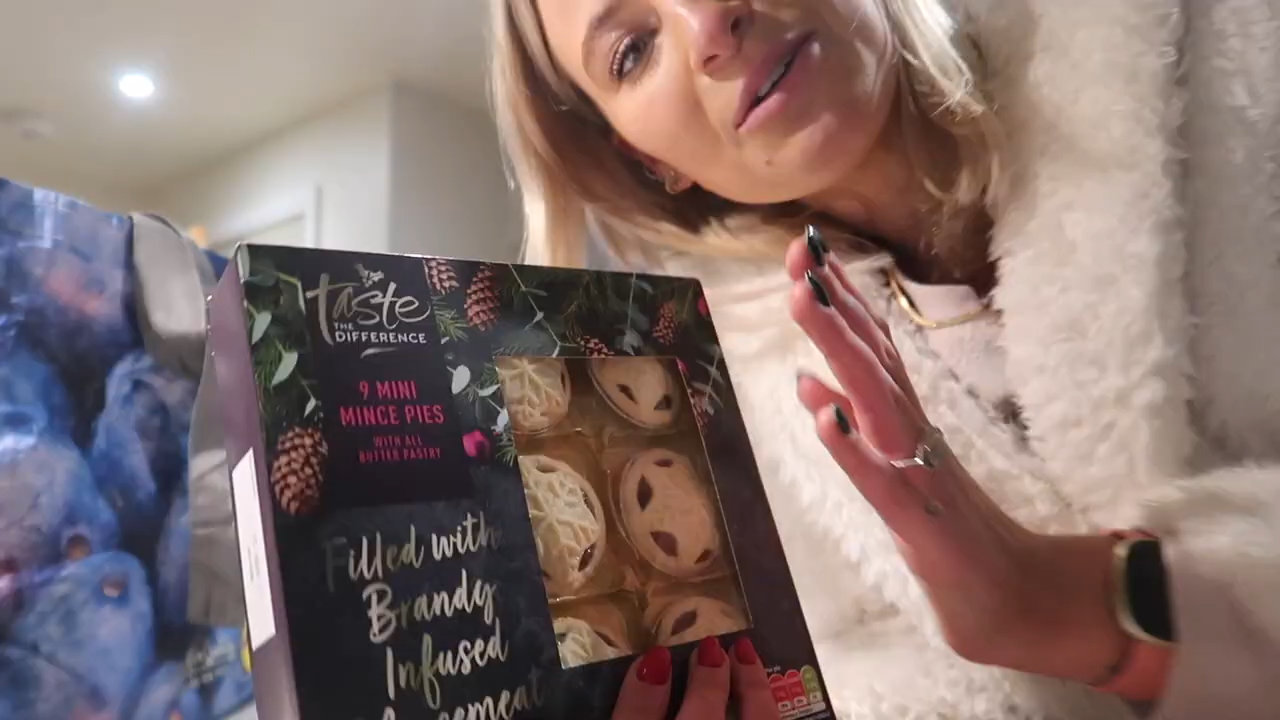 taste
THE
DIFFERENCE
9 MINI
MINCE PIES
WITH ALL
BUTTER PASTRY
Filled with
Brandy
Infused